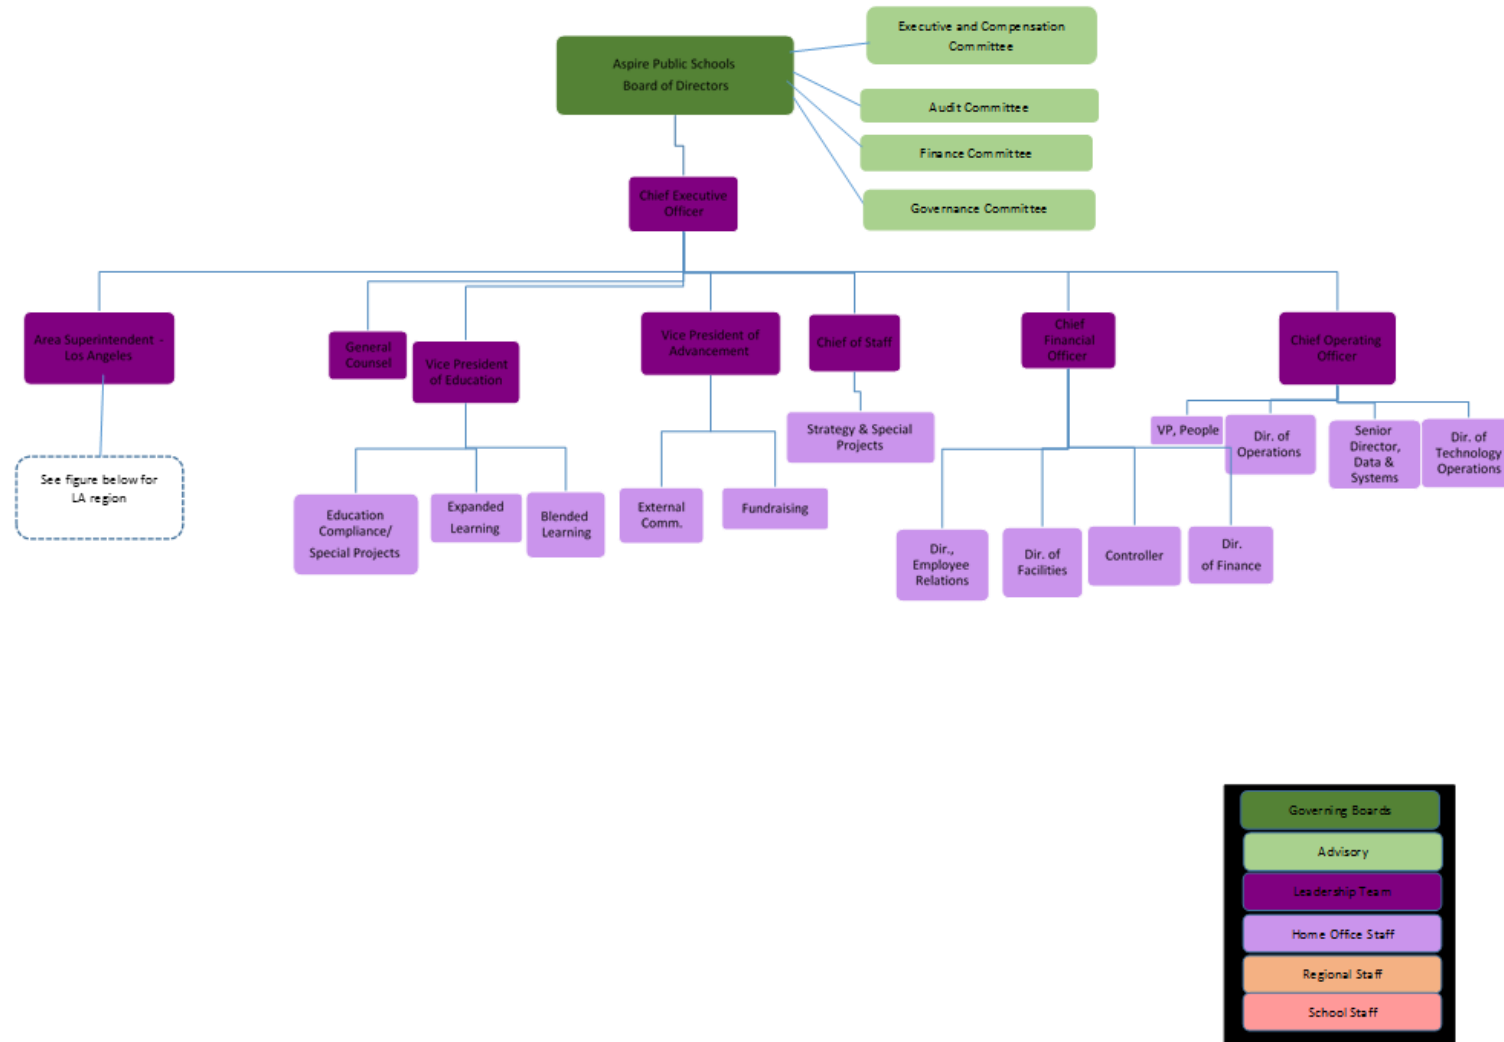 Executive and Compensation
Committee
Aspire Public Schools
Board of Directors
Audit Committee
Finance Committee
Governance Committee
Chief Executive
Officer
Area Superintendent -
Los Angeles
General
Counsel
Vice President
of Education
Vice President of
Advancement
Chief of Staff
Chief
Financial
Officer
Chief Operating
Officer
See figure below for
LA region
Education
Compliance/
Special Projects
Expanded
Learning
Blended
Learning
External
Comm.
Fundraising
Strategy & Special
Projects
Dir.,
Employee
Relations
Dir. of
Facilities
Controller
Dir.
of Finance
VP, People
Dir. of
Operations
Senior
Director,
Data &
Systems
Dir. of
Technology
Operations
Governing Boards
Advisory
Leadership Team
Home Office Staff
Regional Staff
School Staff